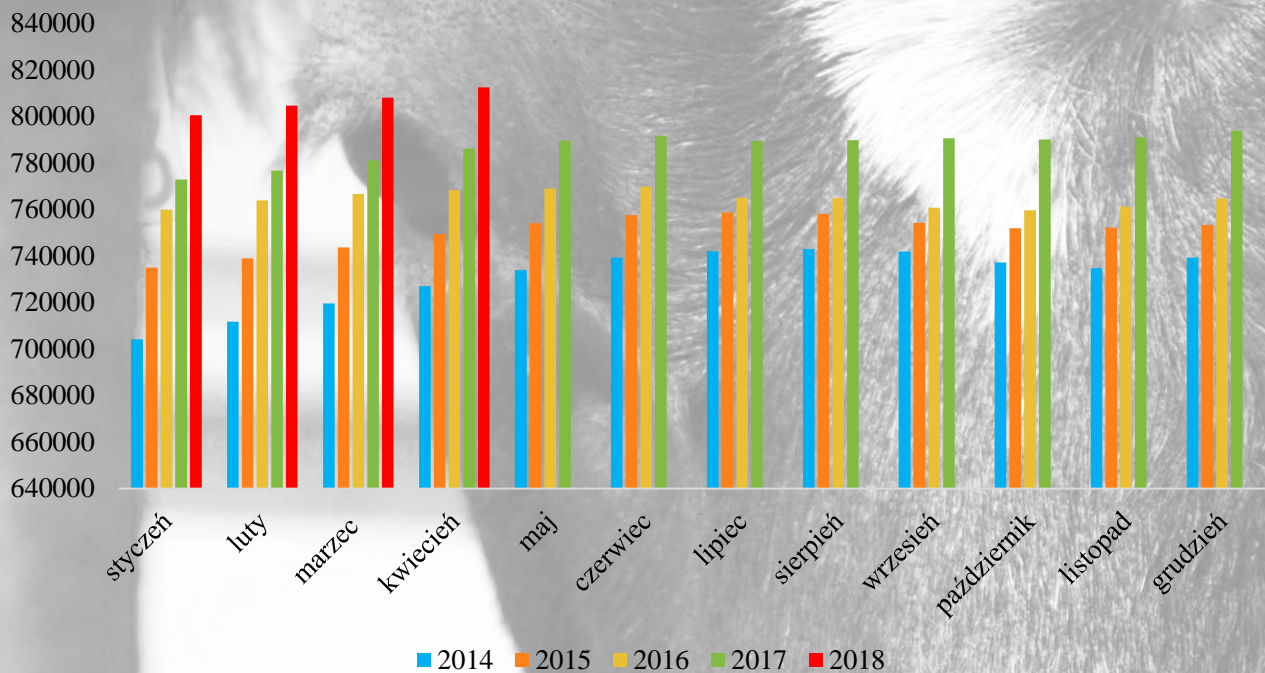 840000
820000
800000
780000
760000
740000
720000
700000
680000
660000
640000
styczeń
luty
marzec
kwiecień
maj
czerwiec
lipiec
sierpień
wrzesień
październik
listopad
grudzień
2014 2015 2016 2017 2018